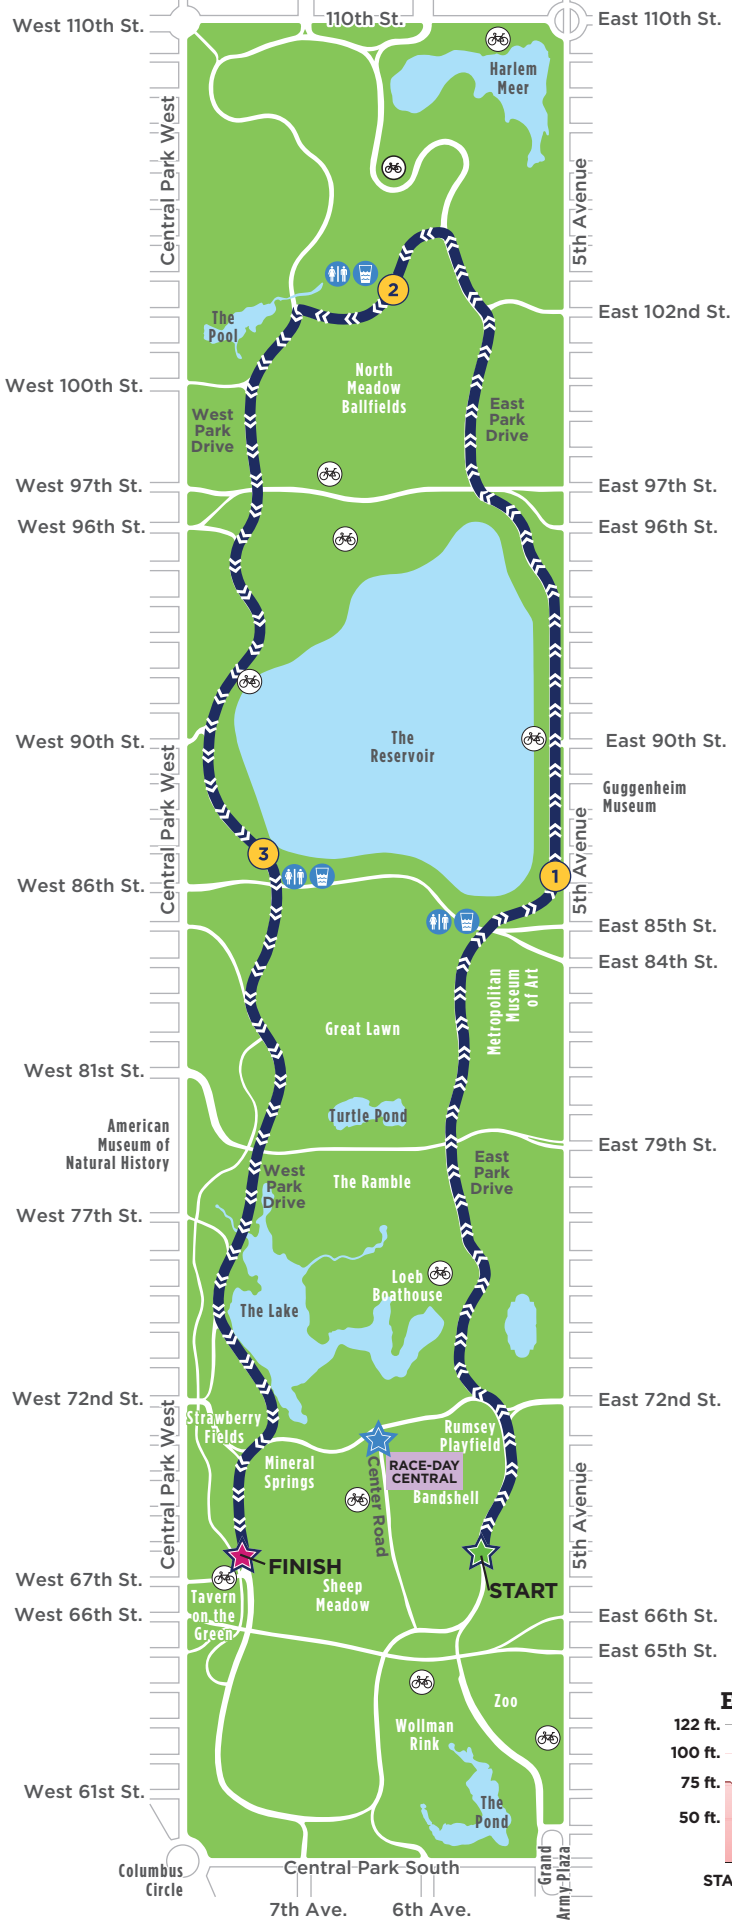 West 110th St.
110th St.
East 110th St.
Harlem
Meer
Central Park West
5th Avenue
2
The
Pool
East 102nd St.
North
Meadow
Ballfields
West 100th St.
West
Park
Drive
East
Park
Drive
West 97th St.
East 97th St.
West 96th St.
East 96th St.
The
Reservoir
West 90th St.
East 90th St.
Guggenheim
Museum
Central Park West
5th Avenue
3
1
West 86th St.
East 85th St.
East 84th St.
Metropolitan
Museum
of Art
Great Lawn
West 81st St.
Turtle Pond
American
Museum of
Natural History
East 79th St.
West
Park
Drive
The Ramble
East
Park
Drive
West 77th St.
Loeb
Boathouse
The Lake
West 72nd St.
East 72nd St.
Strawberry
Fields
Rumsey
Playfield
Mineral
Springs
RACE-DAY
CENTRAL
Bandshell
Center Road
Central Park West
5th Avenue
FINISH
START
West 67th St.
Sheep
Meadow
Tavern
on the
Green
West 66th St.
East 66th St.
East 65th St.
Zoo
Wollman
Rink
E
122 ft.
100 ft.
75 ft.
50 ft.
STA
West 61st St.
The
Pond
Columbus
Circle
Central Park South
Grand
Army Plaza
7th Ave.
6th Ave.